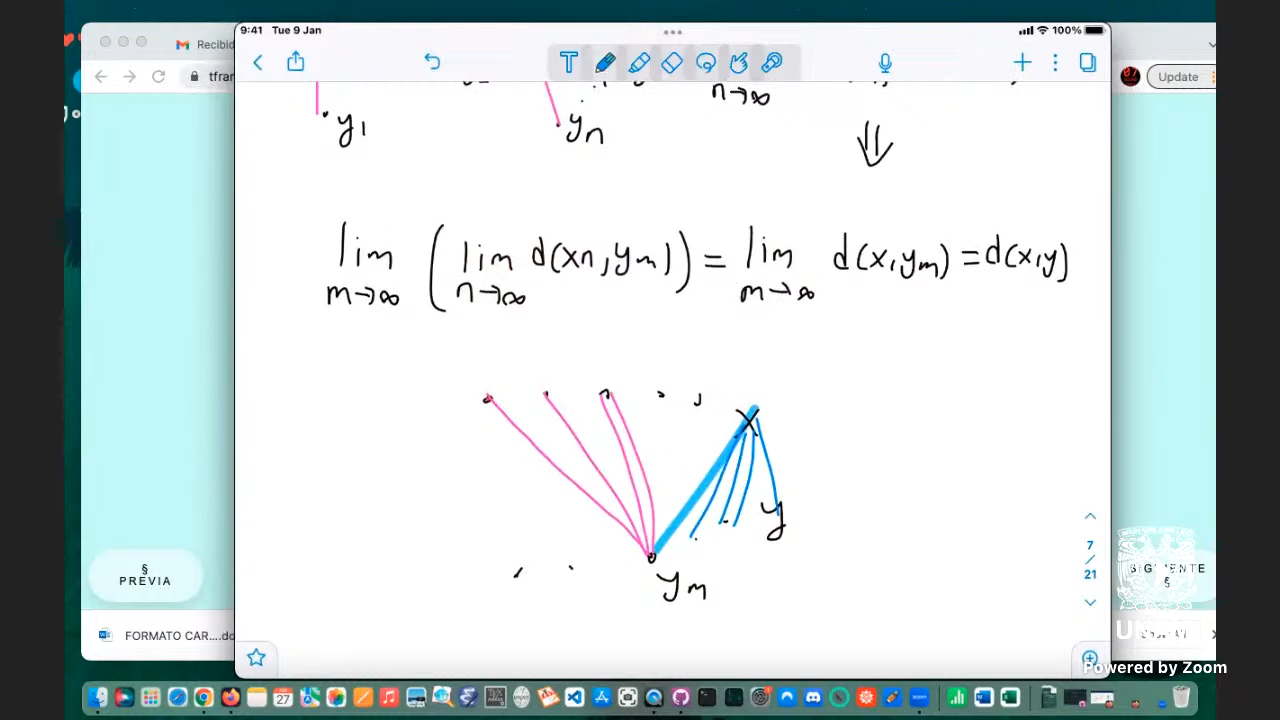 9:41 Tue 9 Jan
100%
Recibid
tfran
Update
n→∞
y1
yn
⇓
lim m→∞ ( lim n→∞ d(xn, ym) ) = lim m→∞ d(x, ym) = d(x, y)
x
y
ym
7
/
21
§
PREVIA
SIGUIENTE
§
FORMATO CAR....do
Powered by Zoom